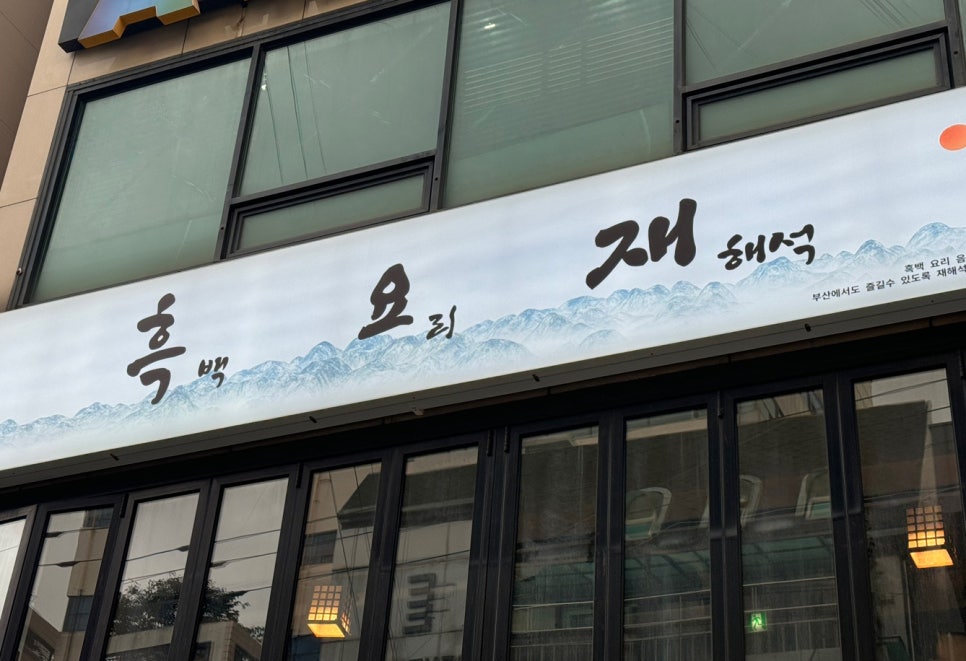 흑백 요리 재해석
흑백 요리 음
부산에서도 즐길수 있도록 재해석